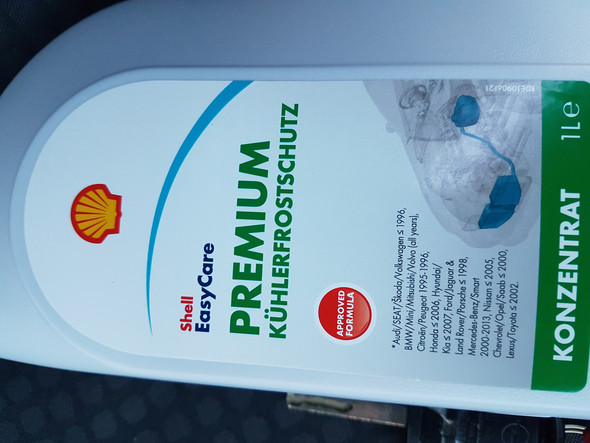 Shell
EasyCare
PREMIUM
KÜHLERFROSTSCHUTZ
APPROVED
FORMULA
*Audi/SEAT/Škoda/Volkswagen ≤ 1996,
BMW/Mini/Mitsubishi/Volvo (all years),
Citroën/Peugeot 1995-1996,
Honda ≤ 2006, Hyundai/
Kia ≤ 2007, Ford/Jaguar &
Land Rover/Porsche ≤ 1998,
Mercedes-Benz/Smart
2000-2013, Nissan ≤ 2005,
Chevrolet/Opel/Saab ≤ 2000,
Lexus/Toyota ≤ 2002.
KONZENTRAT
1L e